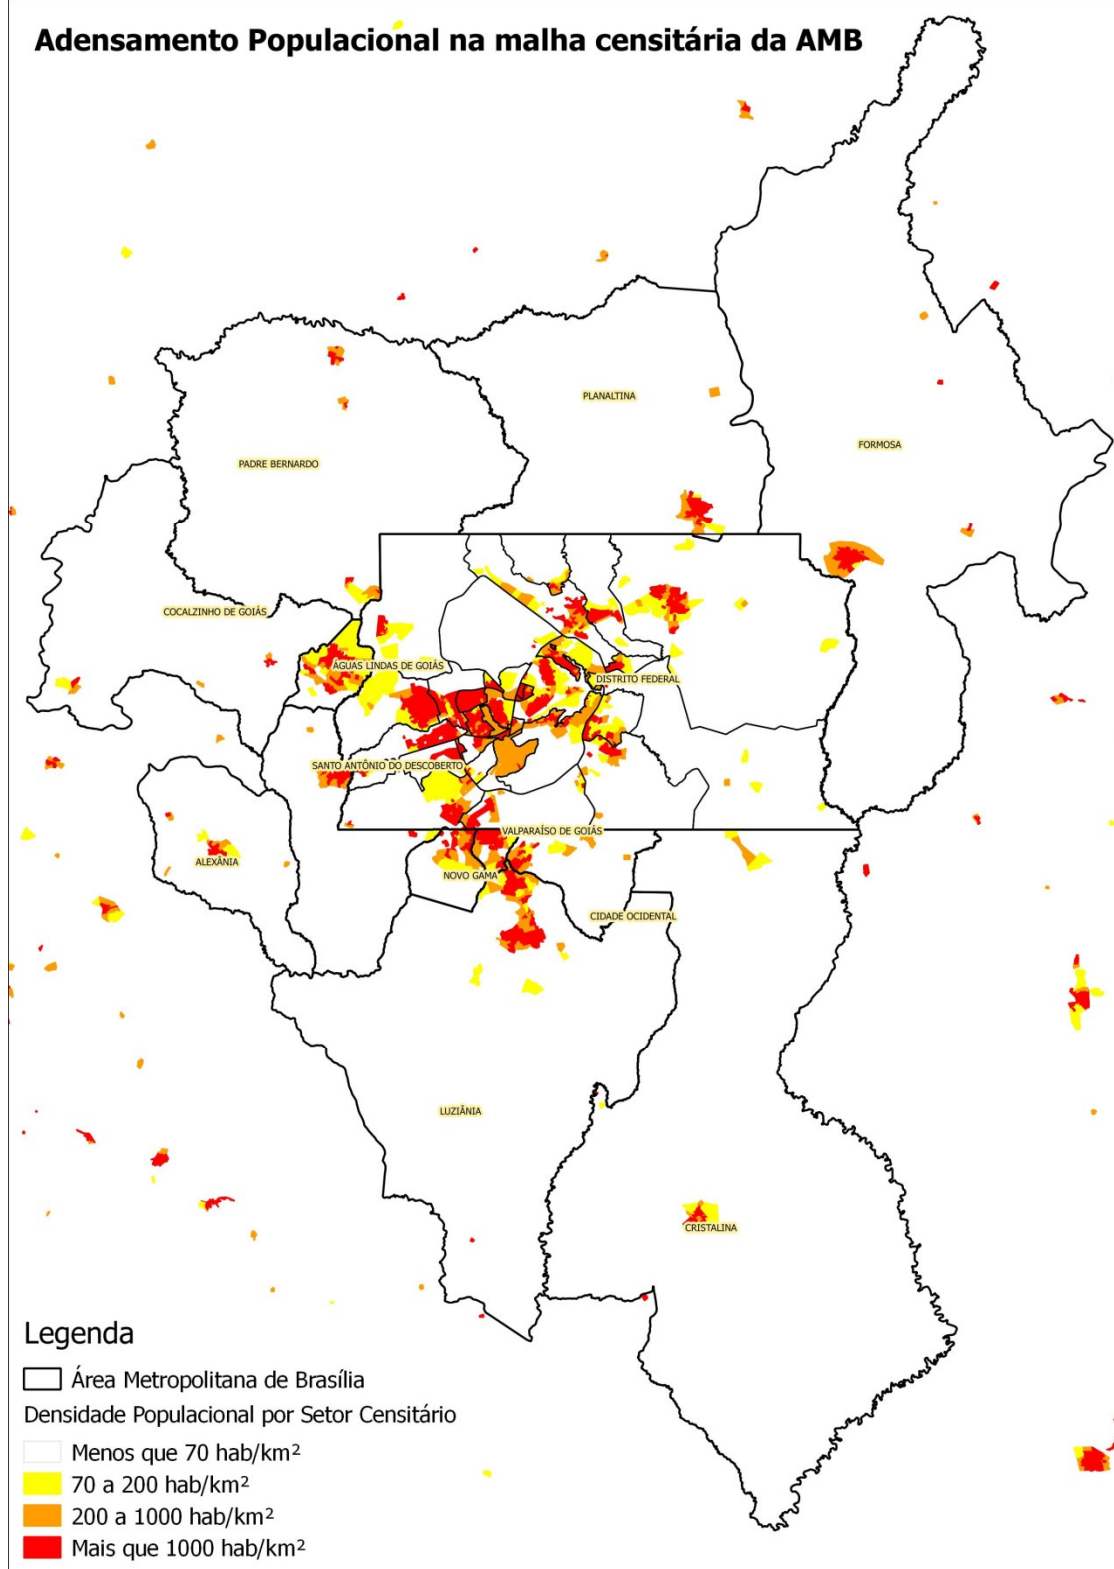 Adensamento Populacional na malha censitária da AMB
PLANALTINA
FORMOSA
PADRE BERNARDO
COCALZINHO DE GOIÁS
ÁGUAS LINDAS DE GOIÁS
DISTRITO FEDERAL
SANTO ANTÔNIO DO DESCOBERTO
VALPARAÍSO DE GOIÁS
ALEXÂNIA
NOVO GAMA
CIDADE OCIDENTAL
LUZIÂNIA
CRISTALINA
Legenda
Área Metropolitana de Brasília
Densidade Populacional por Setor Censitário
Menos que 70 hab/km²
70 a 200 hab/km²
200 a 1000 hab/km²
Mais que 1000 hab/km²